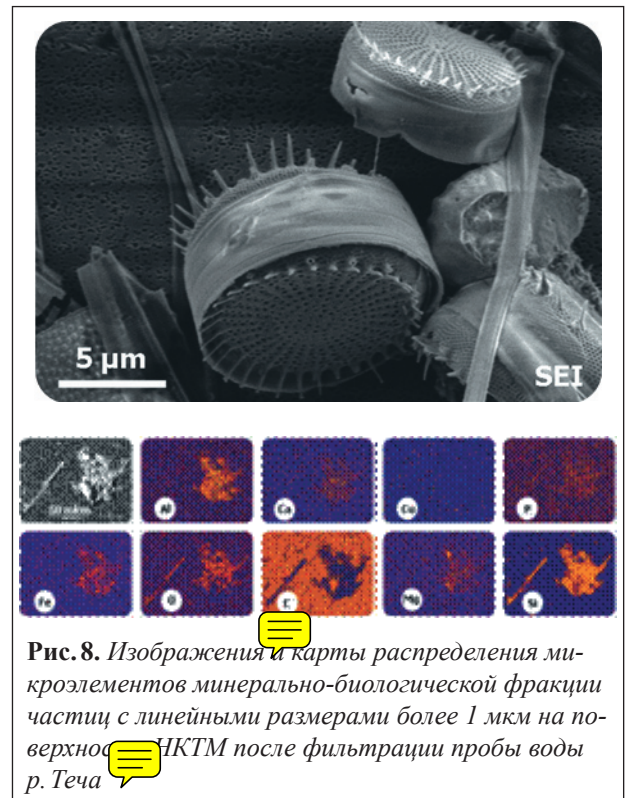 5 µm
SEI
Al
Ca
Cu
Fe
O
C
Mg
Si
Рис. 8. Изображения и карты распределения ми-
кроэлементов минерально-биологической фракции
частиц с линейными размерами более 1 мкм на по-
НКТМ после фильтрации пробы воды
р. Теча